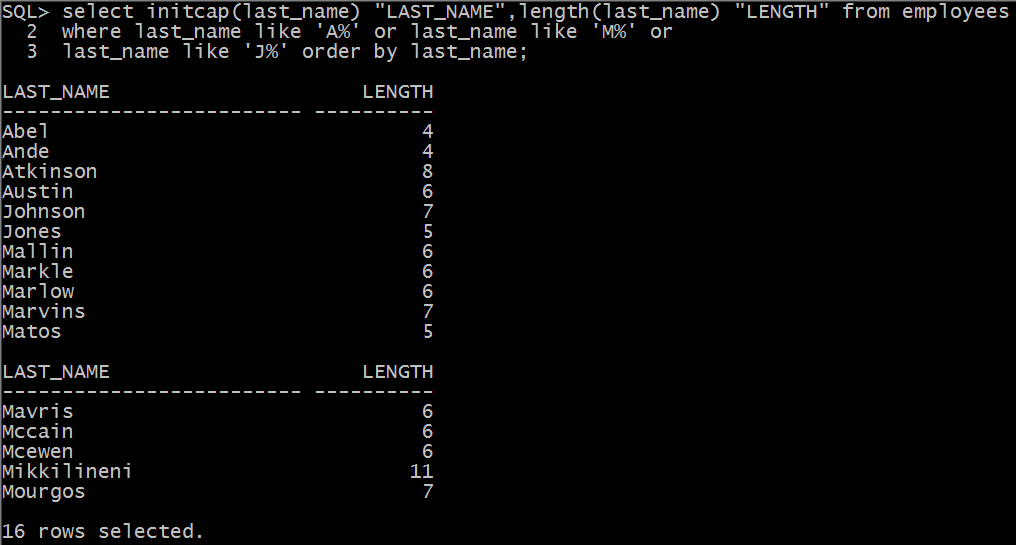 SQL> select initcap(last_name) "LAST_NAME",length(last_name) "LENGTH" from employees
  2  where last_name like 'A%' or last_name like 'M%' or
  3  last_name like 'J%' order by last_name;

LAST_NAME                     LENGTH
------------------------- ----------
Abel                               4
Ande                               4
Atkinson                           8
Austin                             6
Johnson                            7
Jones                              5
Mallin                             6
Markle                             6
Marlow                             6
Marvins                            7
Matos                              5

LAST_NAME                     LENGTH
------------------------- ----------
Mavris                             6
Mccain                             6
Mcewen                             6
Mikkilineni                       11
Mourgos                            7

16 rows selected.